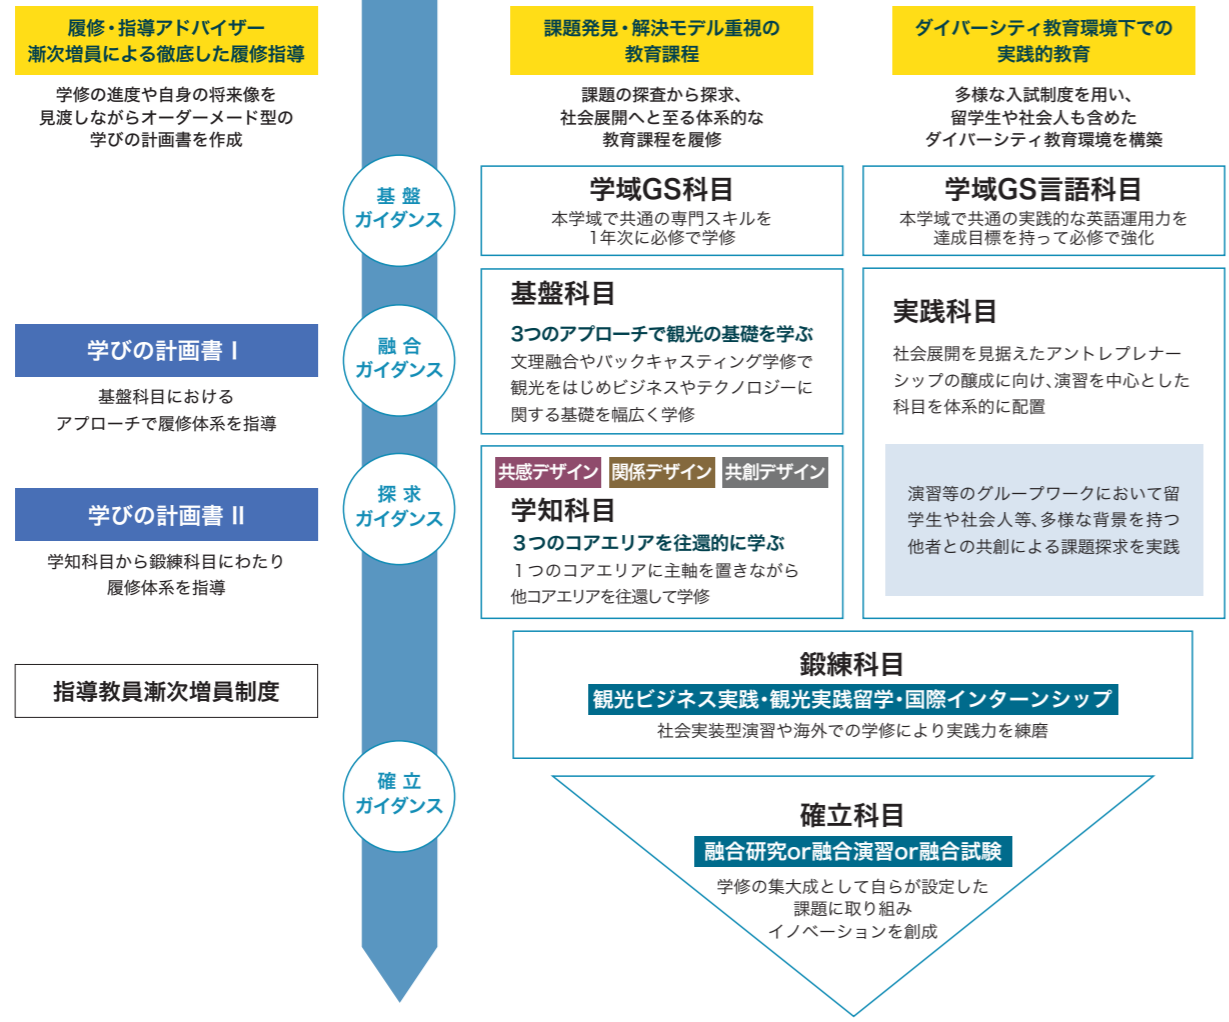 履修・指導アドバイザー
漸次増員による徹底した履修指導
学修の進度や自身の将来像を
見渡しながらオーダーメード型の
学びの計画書を作成
学びの計画書 I
基盤科目における
アプローチで履修体系を指導
学びの計画書 II
学知科目から鍛練科目にわたり
履修体系を指導
指導教員漸次増員制度
基 盤
ガイダンス
融 合
ガイダンス
探 求
ガイダンス
確 立
ガイダンス
課題発見・解決モデル重視の
教育課程
課題の探査から探求、
社会展開へと至る体系的な
教育課程を履修
学域GS科目
本学域で共通の専門スキルを
1年次に必修で学修
基盤科目
3つのアプローチで観光の基礎を学ぶ
文理融合やバックキャスティング学修で
観光をはじめビジネスやテクノロジーに
関する基礎を幅広く学修
共感デザイン 関係デザイン 共創デザイン
学知科目
3つのコアエリアを往還的に学ぶ
1つのコアエリアに主軸を置きながら
他コアエリアを往還して学修
ダイバーシティ教育環境下での
実践的教育
多様な入試制度を用い、
留学生や社会人も含めた
ダイバーシティ教育環境を構築
学域GS言語科目
本学域で共通の実践的な英語運用力を
達成目標を持って必修で強化
実践科目
社会展開を見据えたアントレプレナー
シップの醸成に向け、演習を中心とした
科目を体系的に配置
演習等のグループワークにおいて留
学生や社会人等、多様な背景を持つ
他者との共創による課題探求を実践
鍛練科目
観光ビジネス実践・観光実践留学・国際インターンシップ
社会実装型演習や海外での学修により実践力を練磨
確立科目
融合研究or融合演習or融合試験
学修の集大成として自らが設定した
課題に取り組み
イノベーションを創成